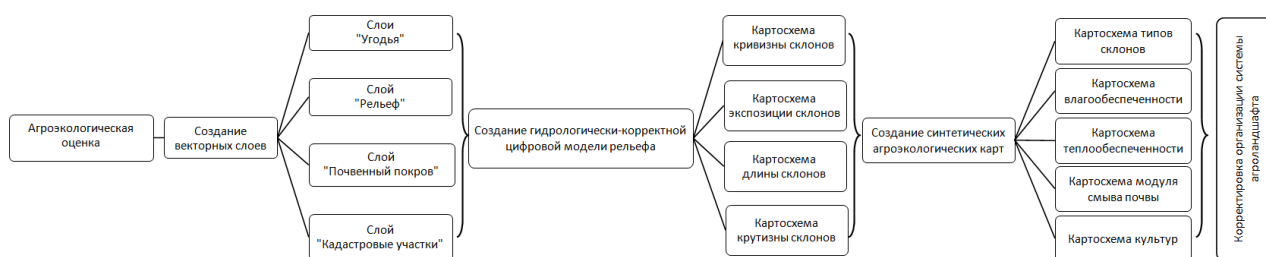 Агроэкологическая
оценка
Создание
векторных слоев
Слои
"Угодья"
Слой
"Рельеф"
Слой
"Почвенный покров"
Слой
"Кадастровые участки"
Создание гидрологически-корректной
цифровой модели рельефа
Картосхема
кривизны склонов
Картосхема
экспозиции склонов
Картосхема
длины склонов
Картосхема
крутизны склонов
Создание синтетических
агроэкологических карт
Картосхема типов
склонов
Картосхема
влагообеспеченности
Картосхема
теплообеспеченности
Картосхема модуля
смыва почвы
Картосхема культур
Корректировка организации системы
агроландшафта